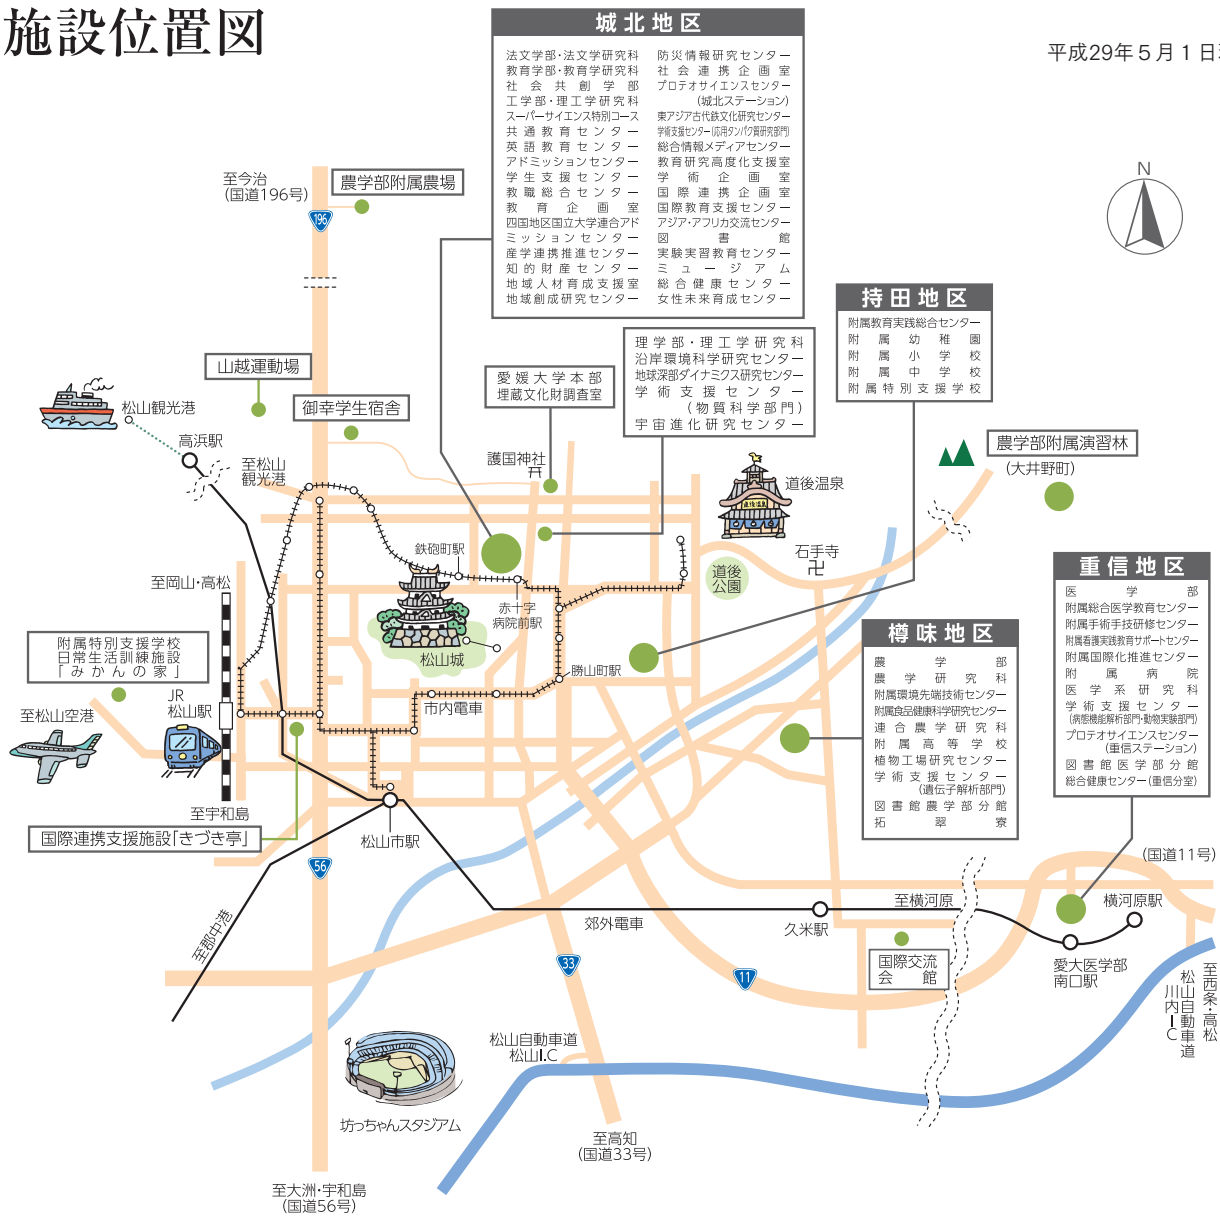 施設位置図
平成29年5月1日
城北地区
法文学部・法文学研究科
教育学部・教育学研究科
社会共創学部
工学部・理工学研究科
スーパーサイエンス特別コース
共通教育センター
英語教育センター
アドミッションセンター
学生支援センター
教職総合センター
教育企画室
四国地区国立大学連合アド
ミッションセンター
産学連携推進センター
知的財産センター
地域人材育成支援室
地域創成研究センター
防災情報研究センター
社会連携企画室
プロテオサイエンスセンター
(城北ステーション)
東アジア古代鉄文化研究センター
学術支援センター(応用タンパク質研究部門)
総合情報メディアセンター
教育研究高度化支援室
学術企画室
国際連携企画室
国際教育支援センター
アジア・アフリカ交流センター
図書館
実験実習教育センター
ミュージアム
総合健康センター
女性未来育成センター
N
至今治
(国道196号)
農学部附属農場
196
持田地区
附属教育実践総合センター
附属幼稚園
附属小学校
附属中学校
附属特別支援学校
理学部・理工学研究科
沿岸環境科学研究センター
地球深部ダイナミクス研究センター
学術支援センター
(物質科学部門)
宇宙進化研究センター
愛媛大学本部
埋蔵文化財調査室
山越運動場
御幸学生宿舎
松山観光港
高浜駅
至松山
観光港
護国神社
道後温泉
道後温泉
農学部附属演習林
(大井野町)
石手寺
卍
道後
公園
鉄砲町駅
赤十字
病院前駅
松山城
勝山町駅
市内電車
至岡山・高松
附属特別支援学校
日常生活訓練施設
「みかんの家」
JR
松山駅
至松山空港
至宇和島
国際連携支援施設「きづき亭」
松山市駅
56
重信地区
医学部
附属総合医学教育センター
附属手術手技研修センター
附属看護実践教育サポートセンター
附属国際化推進センター
附属病院
医学系研究科
学術支援センター
(病態機能解析部門・動物実験部門)
プロテオサイエンスセンター
(重信ステーション)
図書館医学部分館
総合健康センター(重信分室)
樽味地区
農学部
農学研究科
附属環境先端技術センター
附属食品健康科学研究センター
連合農学研究科
附属高等学校
植物工場研究センター
学術支援センター
(遺伝子解析部門)
図書館農学部分館
拓翠寮
(国道11号)
至郡中港
郊外電車
久米駅
至横河原
横河原駅
愛大医学部
南口駅
国際交流
会館
33
11
至西条・高松
松山自動車道
川内I・C
松山自動車道
松山I.C
坊っちゃんスタジアム
至高知
(国道33号)
至大洲・宇和島
(国道56号)